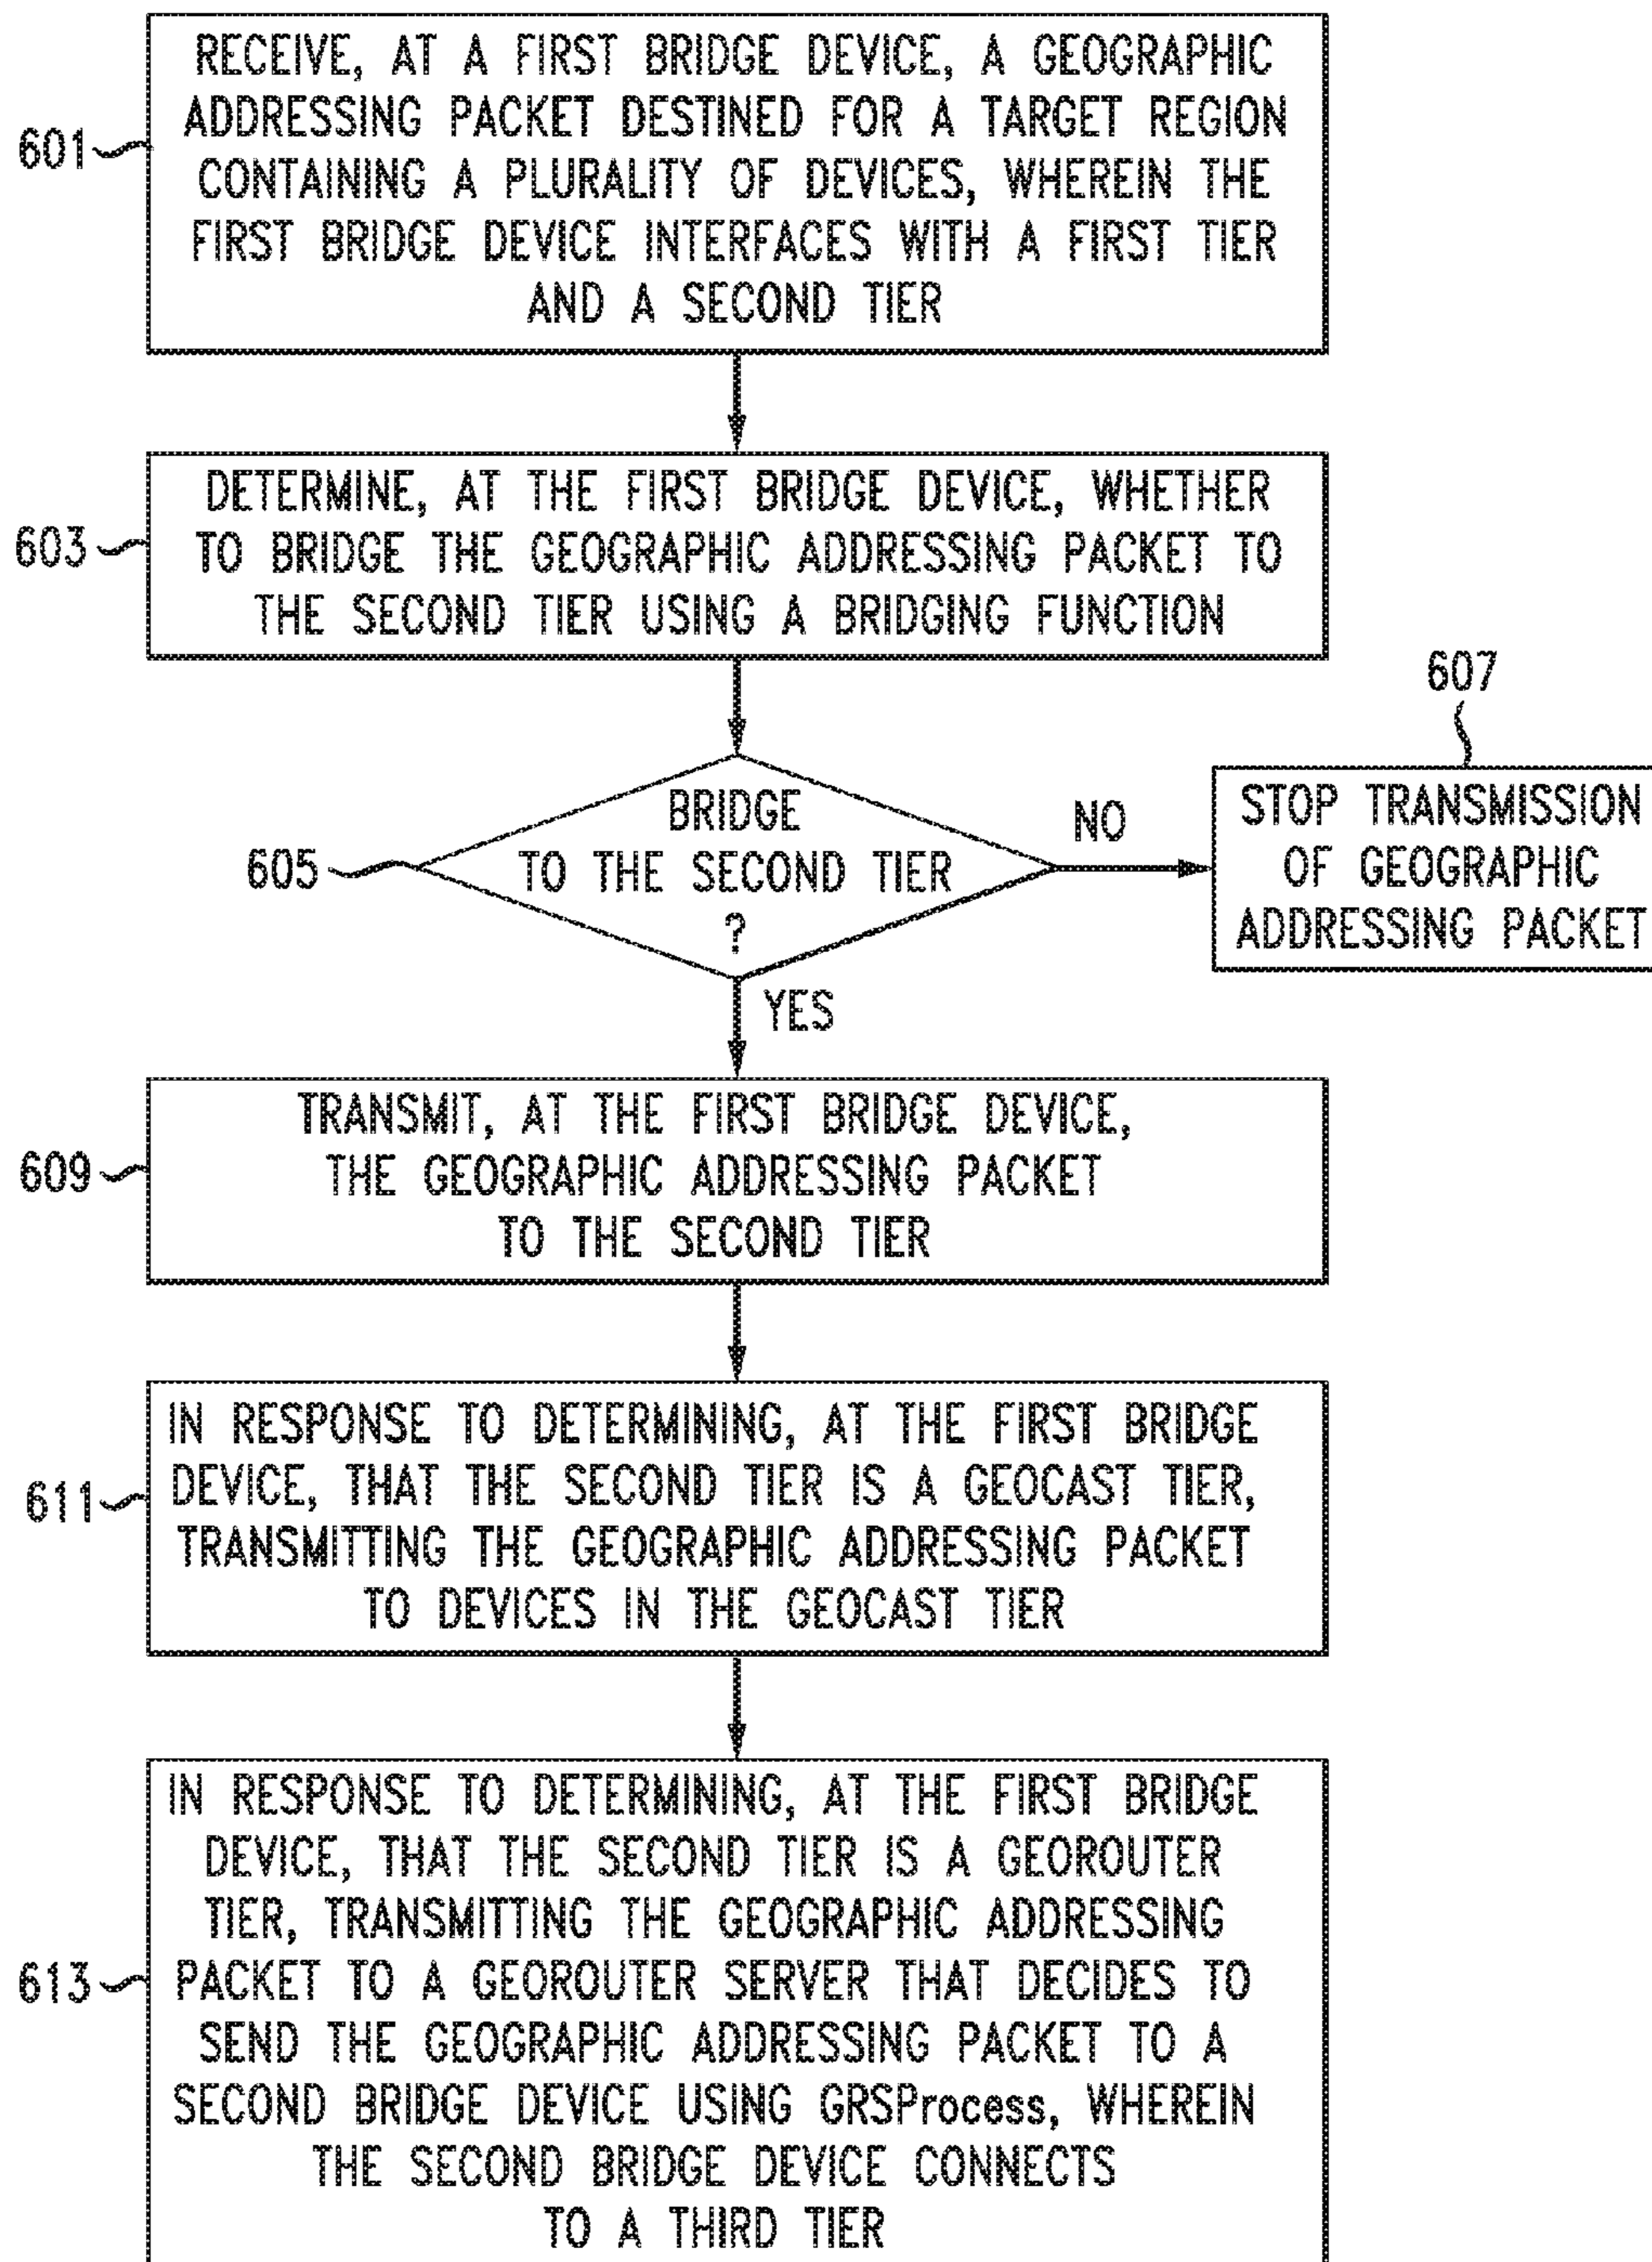 RECEIVE, AT A FIRST BRIDGE DEVICE, A GEOGRAPHIC
ADDRESSING PACKET DESTINED FOR A TARGET REGION
601
CONTAINING A PLURALITY OF DEVICES, WHEREIN THE
FIRST BRIDGE DEVICE INTERFACES WITH A FIRST TIER
AND A SECOND TIER
DETERMINE, AT THE FIRST BRIDGE DEVICE, WHETHER
603
TO BRIDGE THE GEOGRAPHIC ADDRESSING PACKET TO
THE SECOND TIER USING A BRIDGING FUNCTION
605
BRIDGE
TO THE SECOND TIER
?
NO
607
STOP TRANSMISSION
OF GEOGRAPHIC
ADDRESSING PACKET
YES
TRANSMIT, AT THE FIRST BRIDGE DEVICE,
609
THE GEOGRAPHIC ADDRESSING PACKET
TO THE SECOND TIER
IN RESPONSE TO DETERMINING, AT THE FIRST BRIDGE
611
DEVICE, THAT THE SECOND TIER IS A GEOCAST TIER,
TRANSMITTING THE GEOGRAPHIC ADDRESSING PACKET
TO DEVICES IN THE GEOCAST TIER
IN RESPONSE TO DETERMINING, AT THE FIRST BRIDGE
DEVICE, THAT THE SECOND TIER IS A GEOROUTER
TIER, TRANSMITTING THE GEOGRAPHIC ADDRESSING
613
PACKET TO A GEOROUTER SERVER THAT DECIDES TO
SEND THE GEOGRAPHIC ADDRESSING PACKET TO A
SECOND BRIDGE DEVICE USING GRSProcess, WHEREIN
THE SECOND BRIDGE DEVICE CONNECTS
TO A THIRD TIER